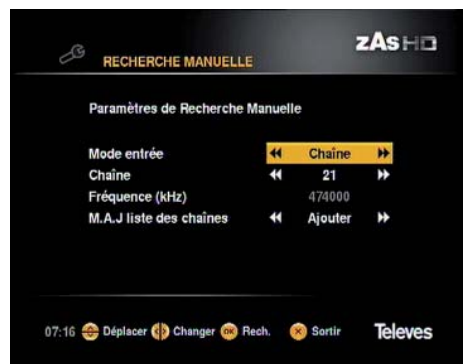 zAs HD
RECHERCHE MANUELLE
Paramètres de Recherche Manuelle
Mode entrée Chaîne
Chaîne 21
Fréquence (kHz) 474000
M.A.J liste des chaînes Ajouter
07:16 Déplacer Changer OK Rech. Sortir Televes